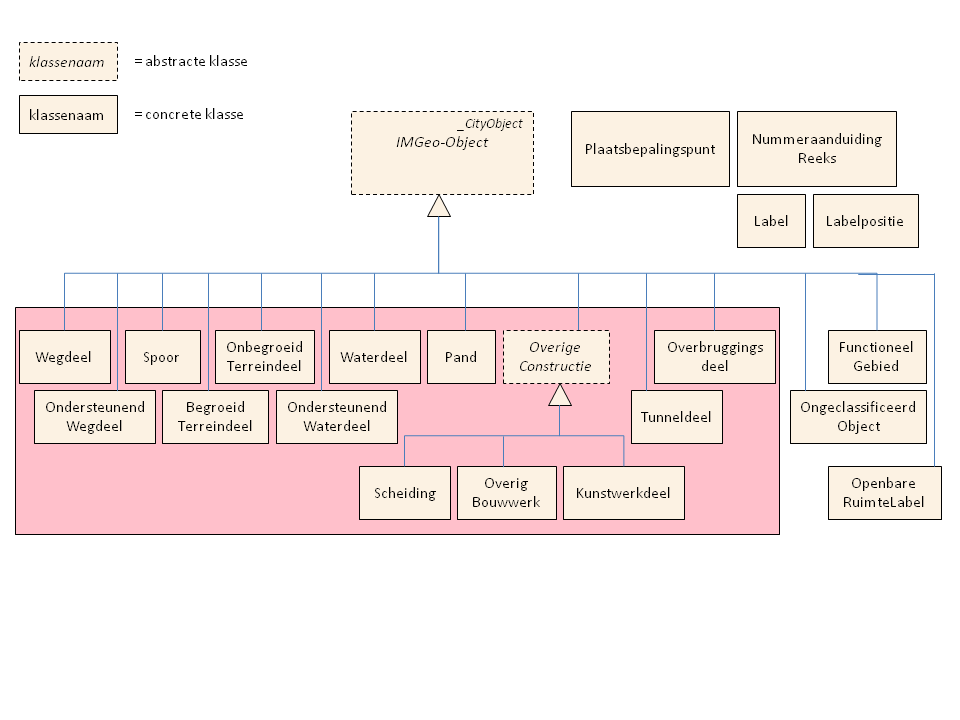 klassenaam
= abstracte klasse
klassenaam
= concrete klasse
_CityObject
IMGeo-Object
Plaatsbepalingspunt
Nummeraanduiding
Reeks
Label
Labelpositie
Wegdeel
Spoor
Onbegroeid
Terreindeel
Waterdeel
Pand
Overige
Constructie
Overbruggings
deel
Functioneel
Gebied
Ondersteunend
Wegdeel
Begroeid
Terreindeel
Ondersteunend
Waterdeel
Tunneldeel
Ongeclassificeerd
Object
Scheiding
Overig
Bouwwerk
Kunstwerkdeel
Openbare
RuimteLabel